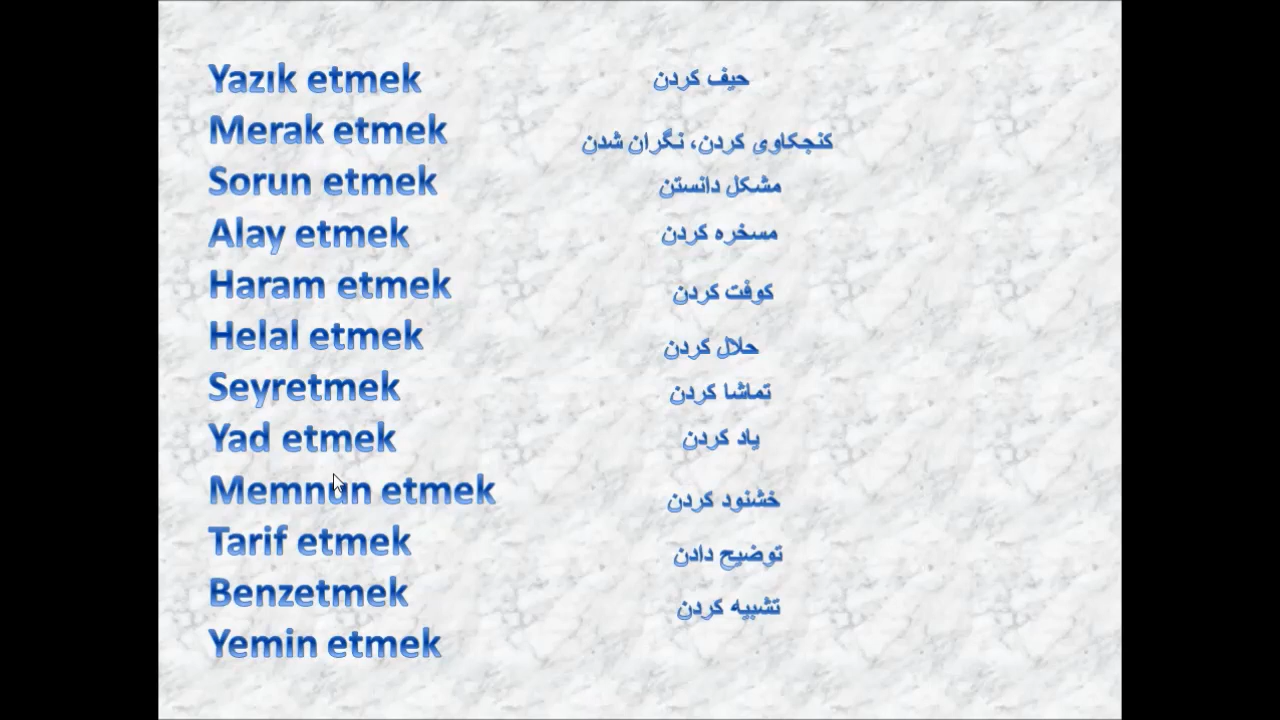 Yazık etmek حیف کردن
Merak etmek کنجکاوی کردن، نگران شدن
Sorun etmek مشکل دانستن
Alay etmek مسخره کردن
Haram etmek کوفت کردن
Helal etmek حلال کردن
Seyretmek تماشا کردن
Yad etmek یاد کردن
Memnun etmek خشنود کردن
Tarif etmek توضیح دادن
Benzetmek تشبیه کردن
Yemin etmek